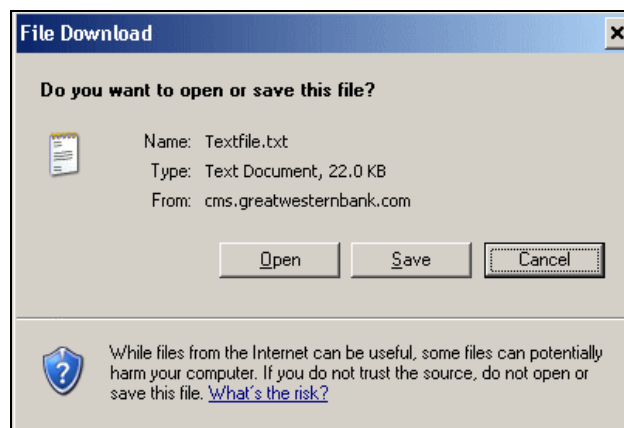 File Download
Do you want to open or save this file?
Name: Textfile.txt
Type: Text Document, 22.0 KB
From: cms.greatwesternbank.com
Open Save Cancel
While files from the Internet can be useful, some files can potentially
harm your computer. If you do not trust the source, do not open or
save this file. What's the risk?